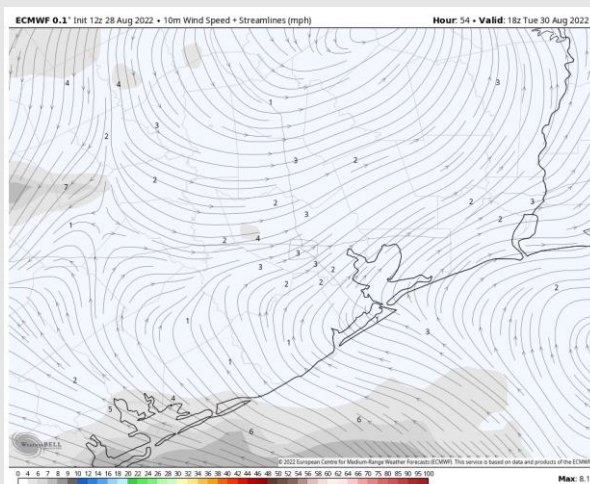 ECMWF 0.1° Init 12z 28 Aug 2022 • 10m Wind Speed + Streamlines (mph) Hour: 54 • Valid: 18z Tue 30 Aug 2022
4 4 3
1
3
2
3 2
2
7
2 2 3
3 2
1
2 4
3
3 3 2
2 2
1
3
2
1
1
2
4
5
6
6
WeatherBELL
© 2022 European Centre for Medium-Range Weather Forecasts (ECMWF). This service is based on data and products of the ECMWF
0 4 6 7 8 9 10 12 14 16 18 20 22 24 26 28 30 32 34 36 38 40 42 44 46 48 50 52 54 56 58 60 62 64 66 68 70 75 80 85 90 95 100
Max: 8.1